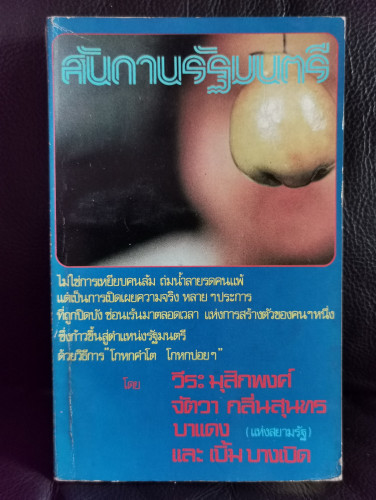 สันดานรัฐมนตรี
ไม่ใช่การเหยียบคนล้ม ถ่มน้ำลายรดคนแพ้
แต่เป็นการเปิดเผยความจริง หลายๆประการ
ที่ถูกปิดบัง ซ่อนเร้นมาตลอดเวลา แห่งการสร้างตัวของคนๆหนึ่ง
ซึ่งก้าวขึ้นสู่ตำแหน่งรัฐมนตรี
ด้วยวิธีการ "โกหกคำโต โกหกบ่อยๆ"
โดย วีระ มุสิกพงศ์
จัตวา กลิ่นสุนทร
บาแดง (แห่งสยามรัฐ)
และ เปิ้ม บางเบิด